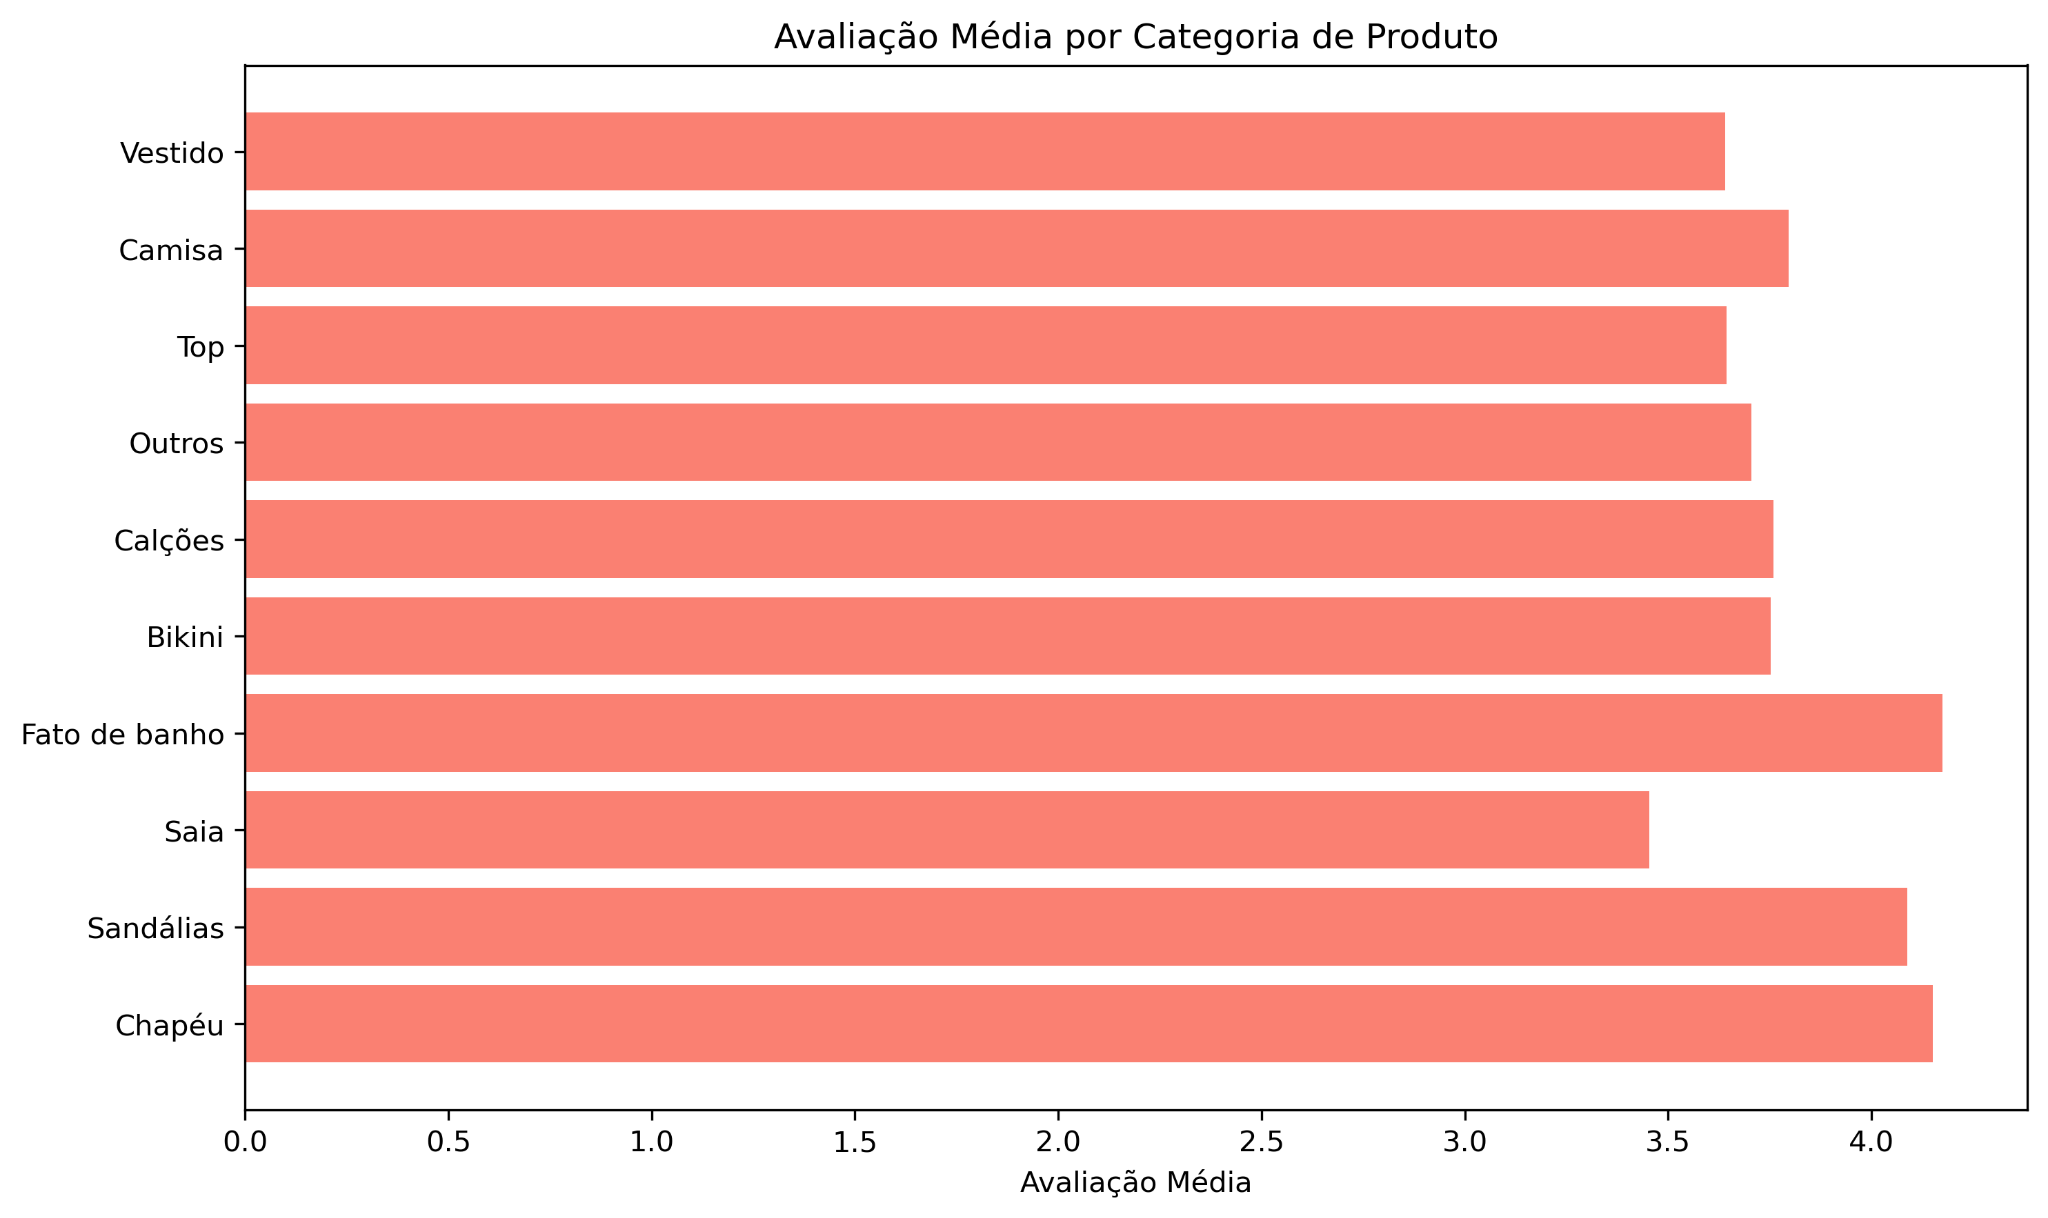 Avaliação Média por Categoria de Produto
Vestido
Camisa
Top
Outros
Calções
Bikini
Fato de banho
Saia
Sandálias
Chapéu
0.0 0.5 1.0 1.5 2.0 2.5 3.0 3.5 4.0
Avaliação Média